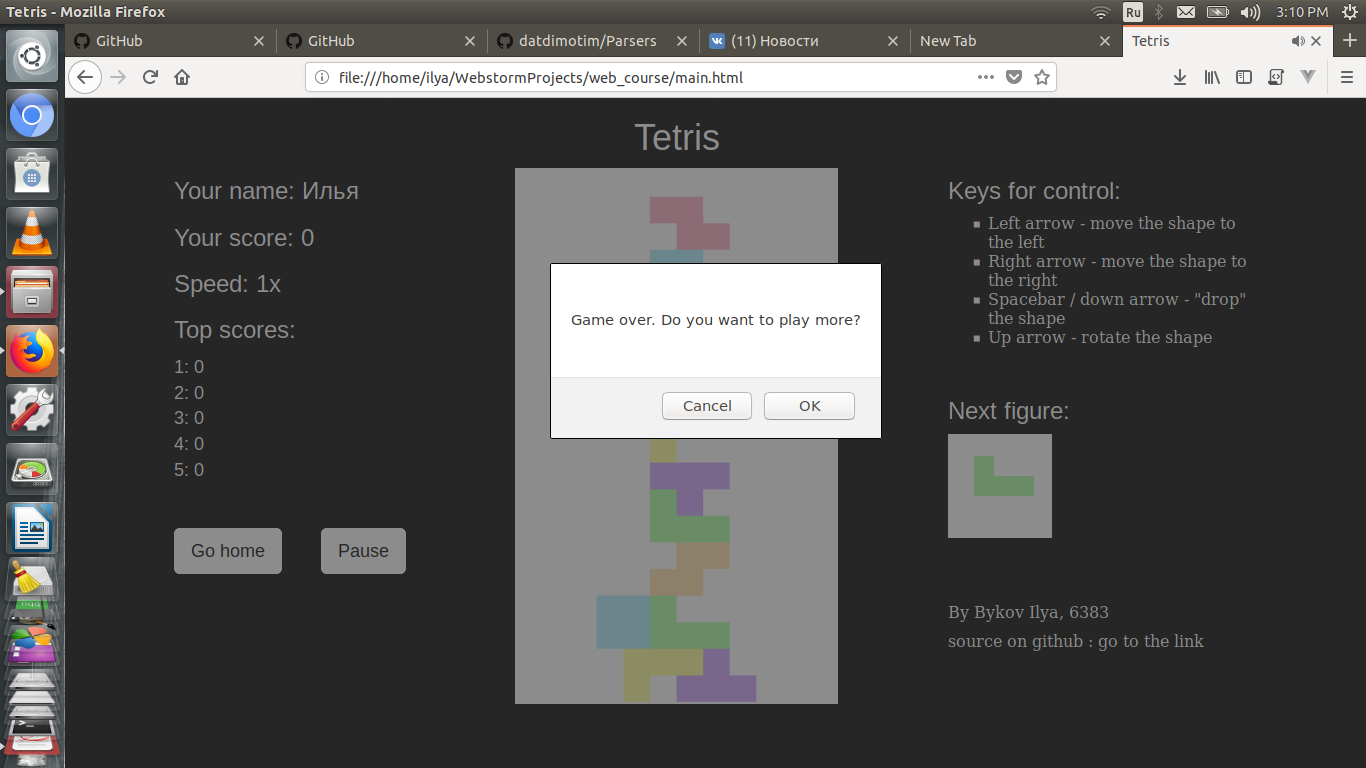 Tetris - Mozilla Firefox
Ru
3:10 PM
GitHub
GitHub
datdimotim/Parsers
(11) Новости
New Tab
Tetris
file:///home/ilya/WebstormProjects/web_course/main.html
Tetris
Your name: Илья
Your score: 0
Speed: 1x
Top scores:
1: 0
2: 0
3: 0
4: 0
5: 0
Go home
Pause
Game over. Do you want to play more?
Cancel
OK
Keys for control:
Left arrow - move the shape to
the left
Right arrow - move the shape to
the right
Spacebar / down arrow - "drop"
the shape
Up arrow - rotate the shape
Next figure:
By Bykov Ilya, 6383
source on github : go to the link